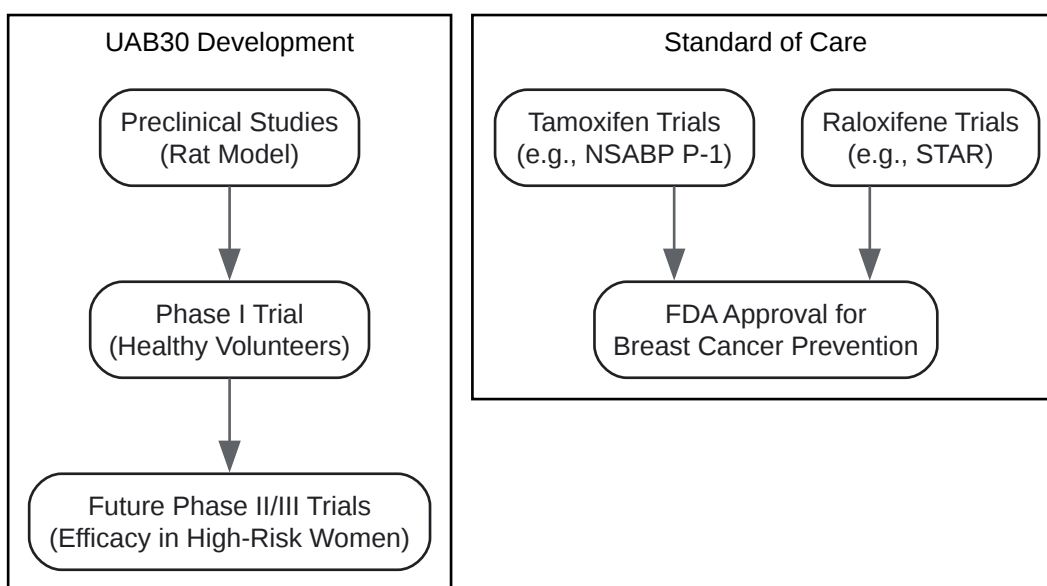 UAB30 Development
Preclinical Studies
(Rat Model)
Phase I Trial
(Healthy Volunteers)
Future Phase II/III Trials
(Efficacy in High-Risk Women)
Standard of Care
Tamoxifen Trials
(e.g., NSABP P-1)
Raloxifene Trials
(e.g., STAR)
FDA Approval for
Breast Cancer Prevention